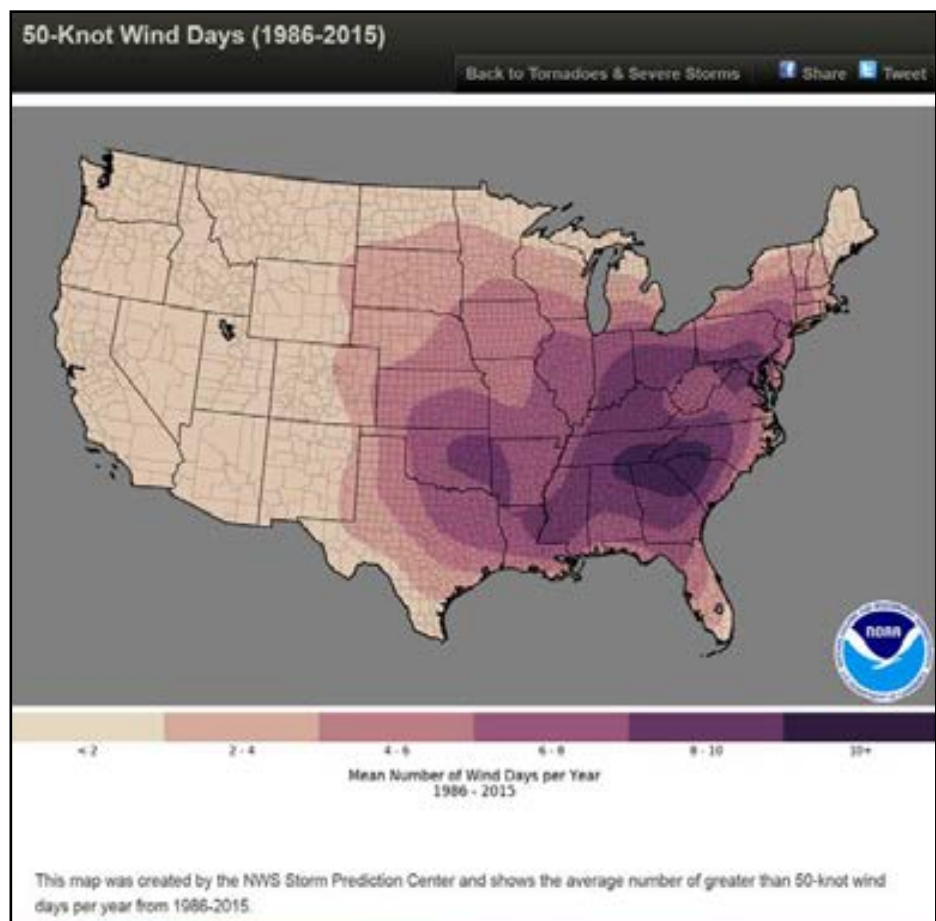 50-Knot Wind Days (1986-2015)
Back to Tornadoes & Severe Storms Share Tweet
NOAA
< 2 2 - 4 4 - 6 6 - 8 8 - 10 10+
Mean Number of Wind Days per Year
1986 - 2015
This map was created by the NWS Storm Prediction Center and shows the average number of greater than 50-knot wind
days per year from 1986-2015.